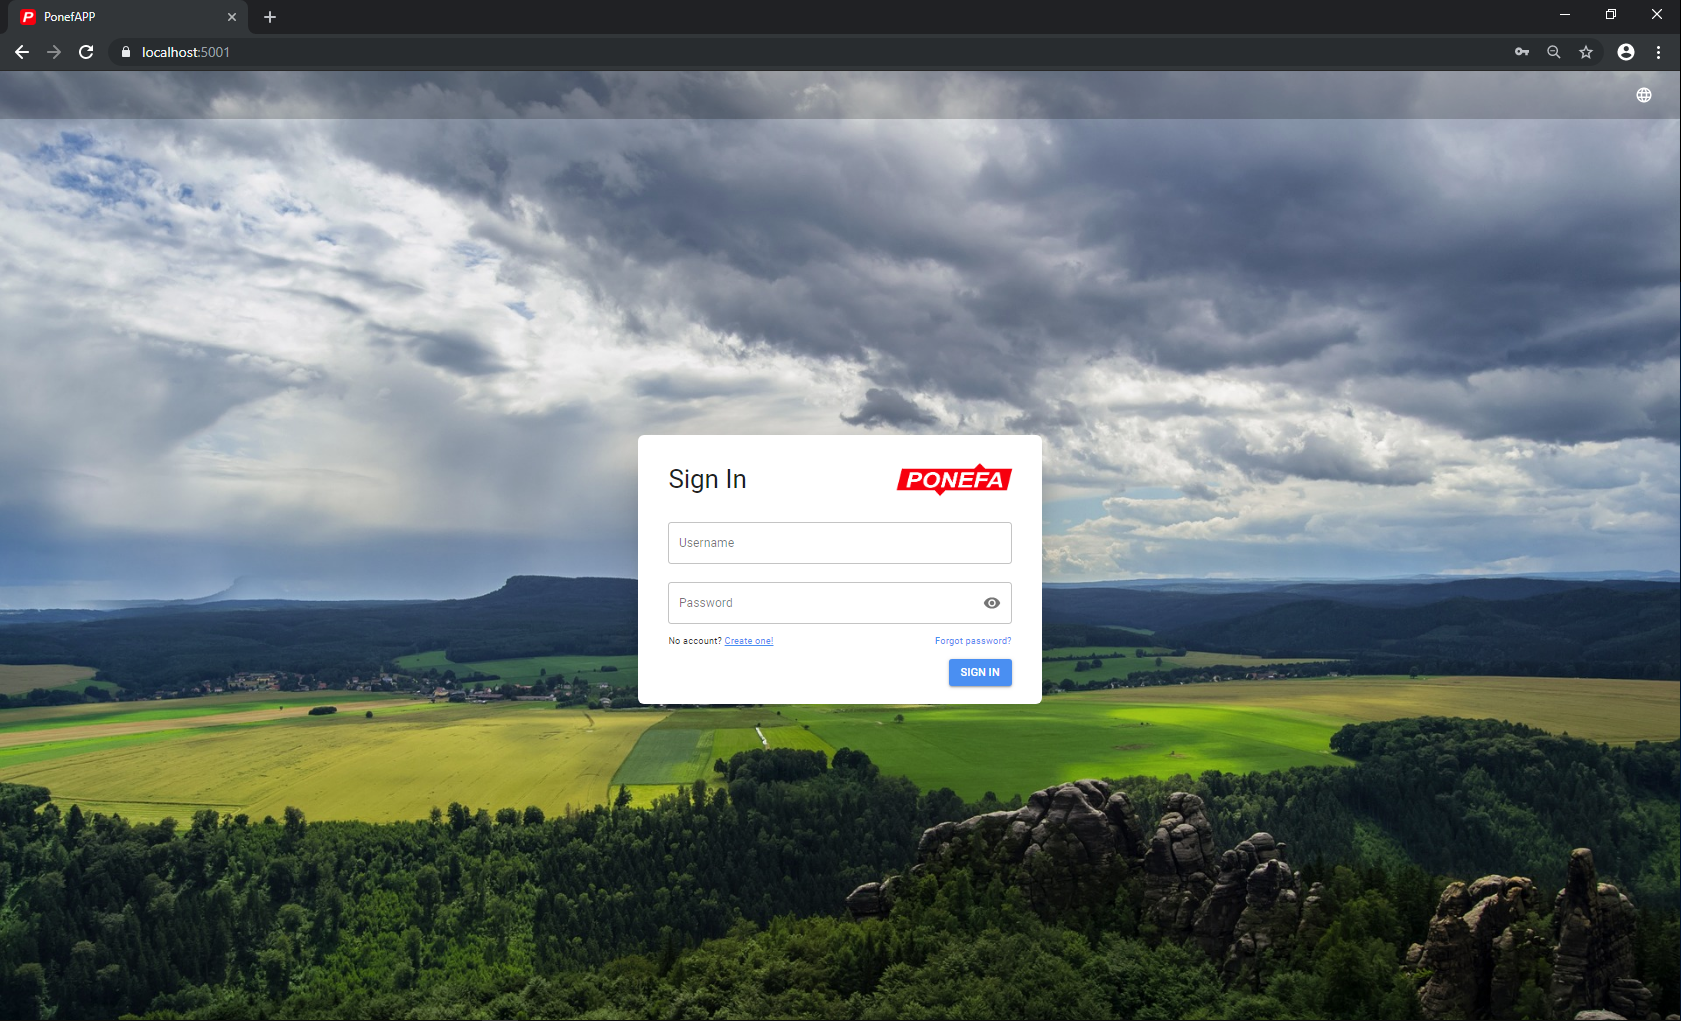 P PonefAPP
localhost:5001
Sign In
PONEFA
Username
Password
No account? Create one!
Forgot password?
SIGN IN